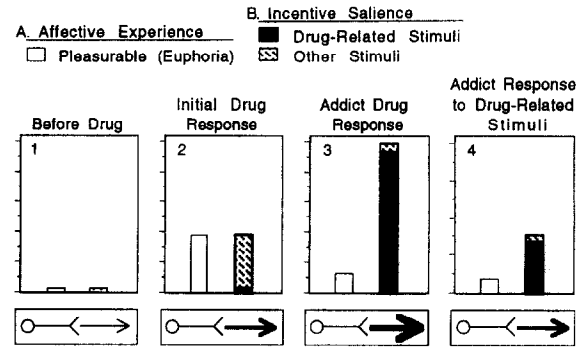 A. Affective Experience
Pleasurable (Euphoria)
B. Incentive Salience
Drug-Related Stimuli
Other Stimuli
Before Drug
1
Initial Drug
Response
2
Addict Drug
Response
3
Addict Response
to Drug-Related
Stimuli
4